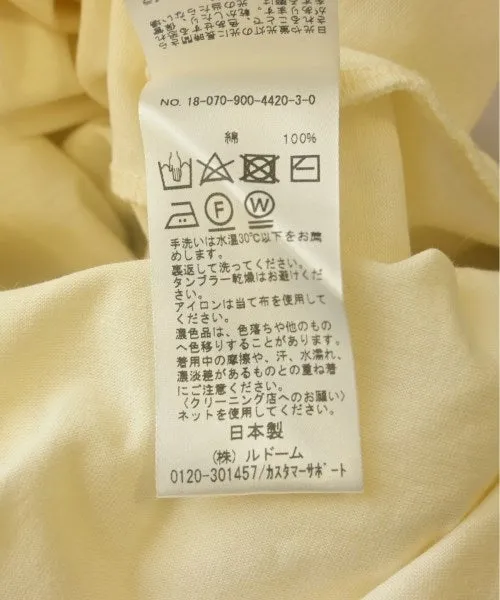 NO. 18-070-900-4420-3-0
綿 100%
F W
手洗いは水温30℃以下をお薦
めします。
裏返して洗ってください。
タンブラー乾燥はお避けくだ
さい。
アイロンは当て布を使用して
ください。
濃色品は、色落ちや他のもの
へ色移りすることがあります。
着用中の摩擦や、汗、水濡れ、
濃淡差があるものとの重ね着
にご注意ください。
〈クリーニング店へのお願い〉
ネットを使用してください。
日本製
(株) ルドーム
0120-301457/カスタマーサポート